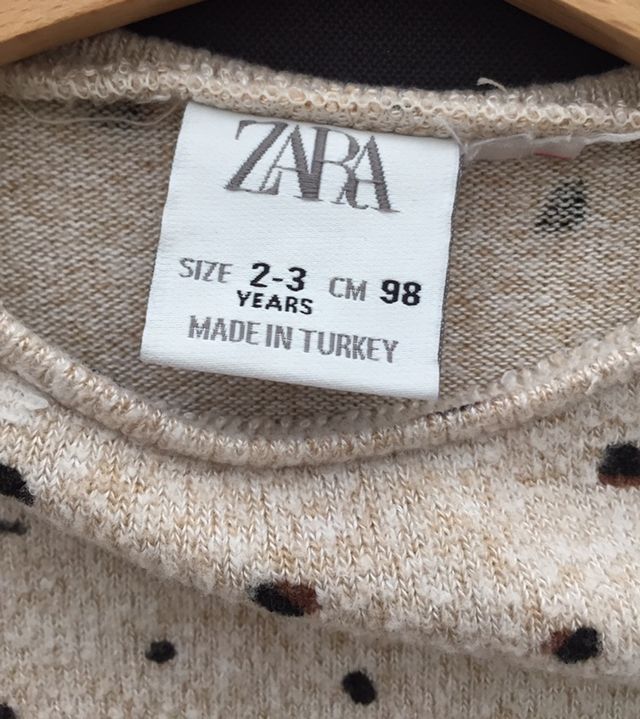 ZARA
SIZE 2-3 CM 98
YEARS
MADE IN TURKEY